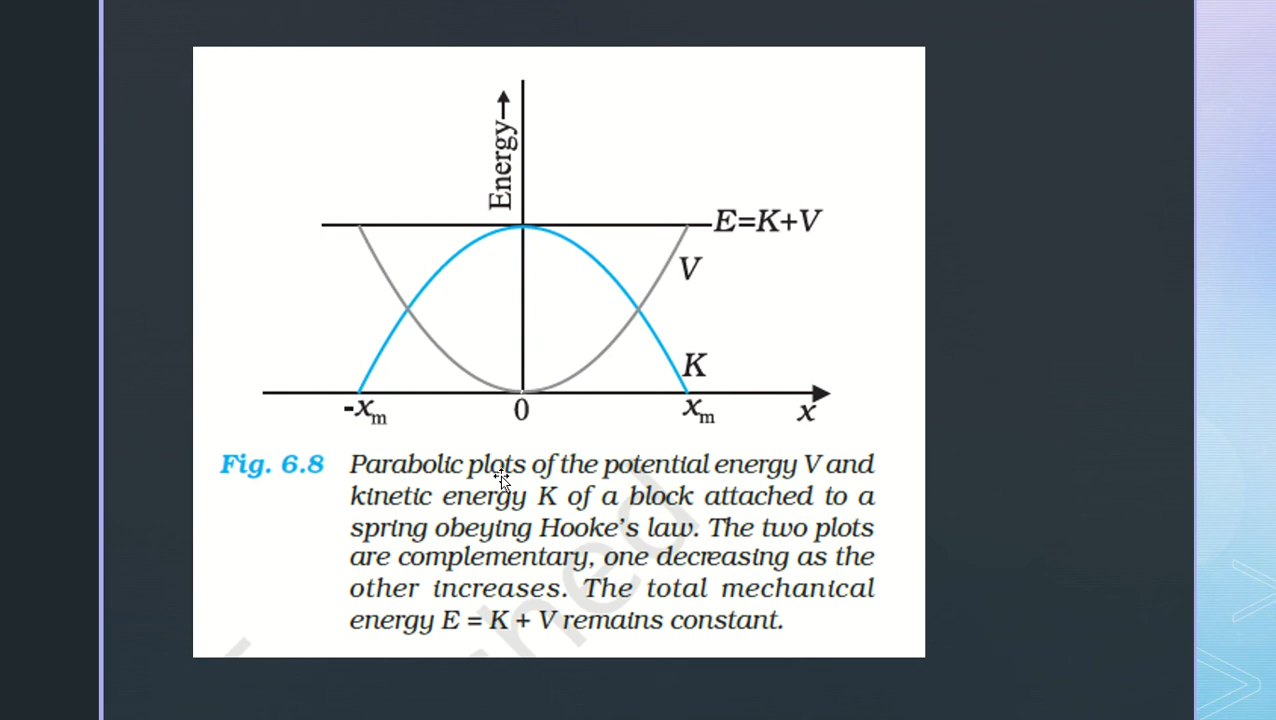 Energy→
E=K+V
V
K
-xm
0
xm
x
Fig. 6.8 Parabolic plots of the potential energy V and
kinetic energy K of a block attached to a
spring obeying Hooke's law. The two plots
are complementary, one decreasing as the
other increases. The total mechanical
energy E = K + V remains constant.